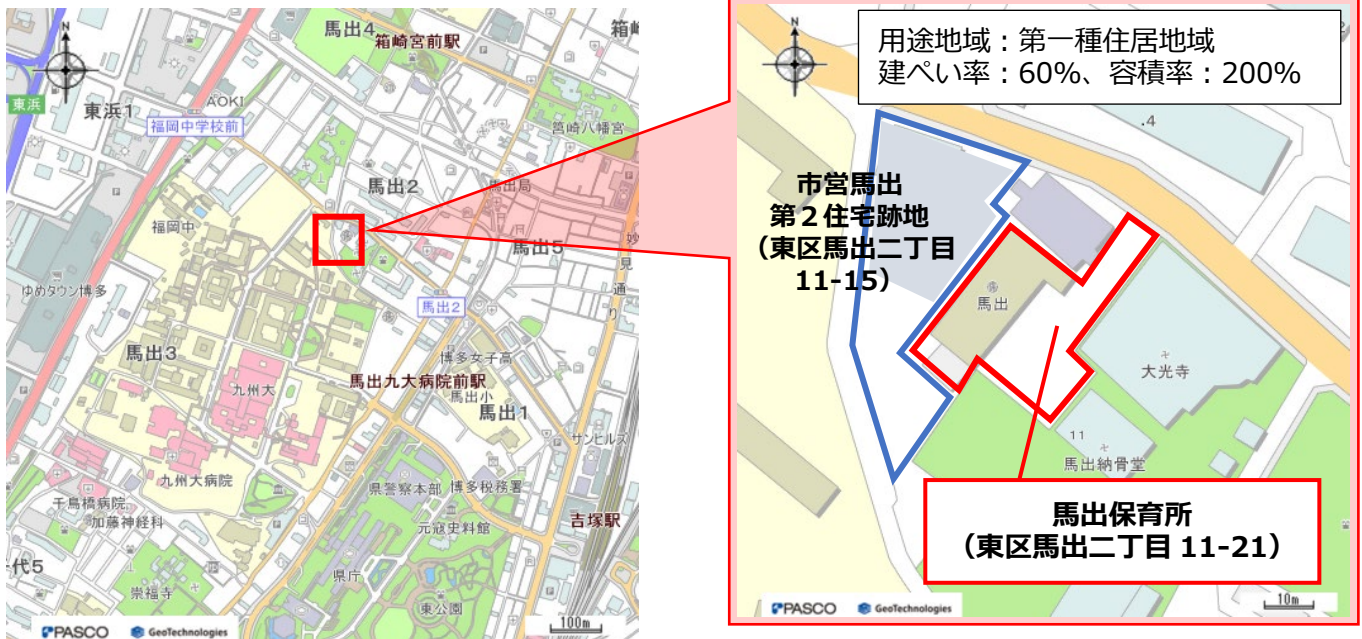 N
馬出4
箱崎宮前駅
東浜
東浜1
AOKI
福岡中学校前
筥崎八幡宮
馬出2
馬出局
福岡中
馬出5
妙見通り
ゆめタウン博多
馬出2
馬出3
博多女子高
九州大
馬出九大病院前駅
馬出小
馬出1
サンヒルズ
九州大病院
県警察本部
博多税務署
千鳥橋病院
加藤神経科
元寇史料館
吉塚駅
千代5
県庁
崇福寺
東公園
PASCO
GeoTechnologies
100m
N
用途地域：第一種住居地域
建ぺい率：60%、容積率：200%
.4
市営馬出
第２住宅跡地
（東区馬出二丁目
11-15）
馬出
大光寺
11
馬出納骨堂
馬出保育所
（東区馬出二丁目 11-21）
PASCO
GeoTechnologies
10m